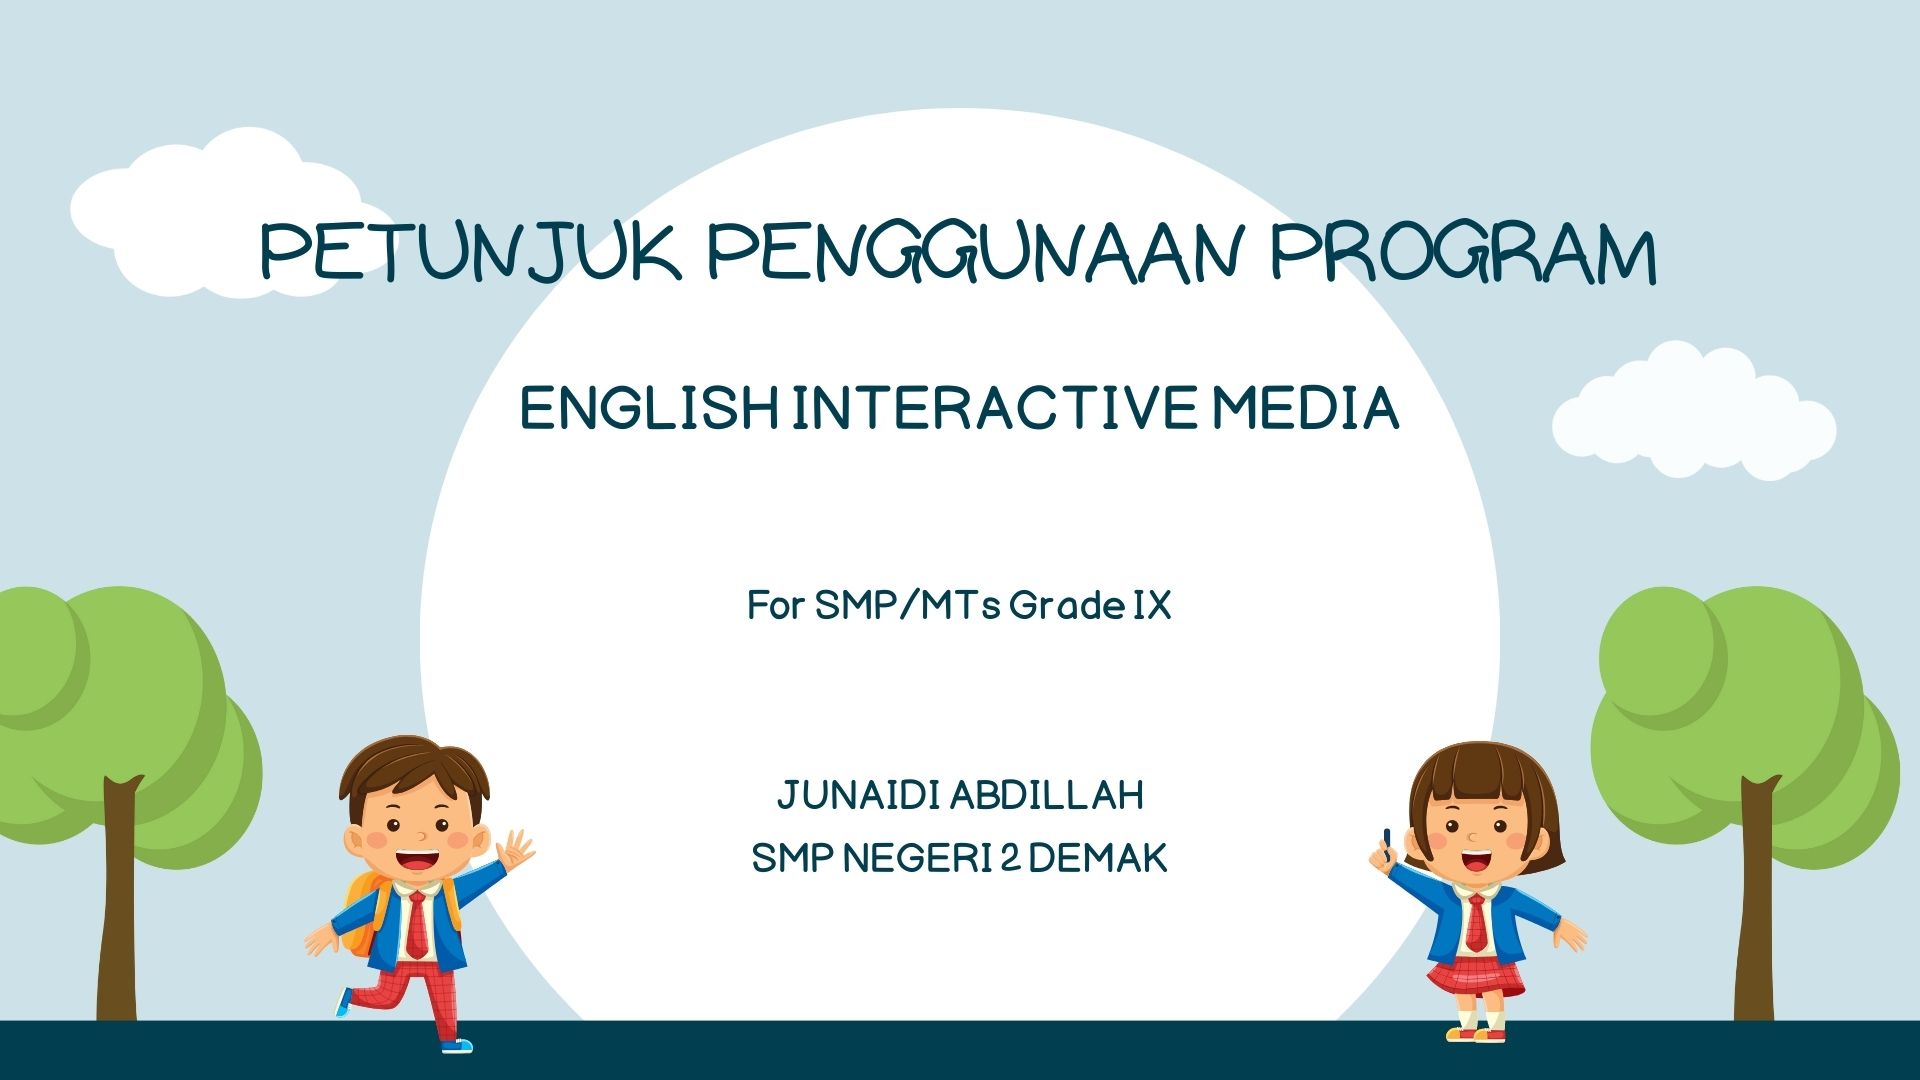 PETUNJUK PENGGUNAAN PROGRAM
ENGLISH INTERACTIVE MEDIA
For SMP/MTs Grade IX
JUNAIDI ABDILLAH
SMP NEGERI 2 DEMAK